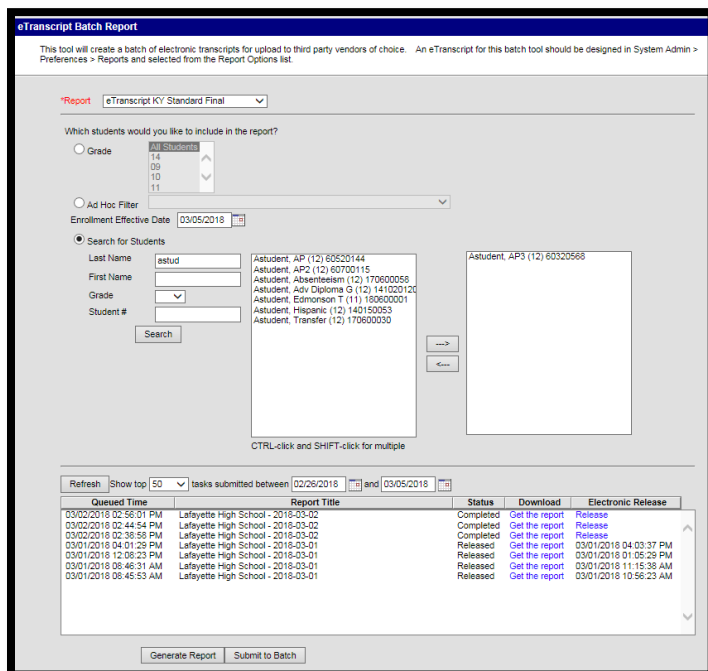 eTranscript Batch Report
This tool will create a batch of electronic transcripts for upload to third party vendors of choice. An eTranscript for this batch tool should be designed in System Admin >
Preferences > Reports and selected from the Report Options list.
*Report eTranscript KY Standard Final
Which students would you like to include in the report?
Grade
All Students
14
09
10
11
Ad Hoc Filter
Enrollment Effective Date 03/05/2018
Search for Students
Last Name astud
First Name
Grade
Student #
Search
Astudent, AP (12) 60520144
Astudent, AP2 (12) 60700115
Astudent, Absenteeism (12) 170600058
Astudent, Adv Diploma G (12) 141020120
Astudent, Edmonson T (11) 180600001
Astudent, Hispanic (12) 140150053
Astudent, Transfer (12) 170600030
--->
<---
Astudent, AP3 (12) 60320568
CTRL-click and SHIFT-click for multiple
Refresh Show top 50 tasks submitted between 02/26/2018 and 03/05/2018
Queued Time Report Title Status Download Electronic Release
03/02/2018 02:56:01 PM Lafayette High School - 2018-03-02 Completed Get the report Release
03/02/2018 02:44:54 PM Lafayette High School - 2018-03-02 Completed Get the report Release
03/02/2018 02:38:58 PM Lafayette High School - 2018-03-02 Completed Get the report Release
03/01/2018 04:01:29 PM Lafayette High School - 2018-03-01 Released Get the report 03/01/2018 04:03:37 PM
03/01/2018 12:08:23 PM Lafayette High School - 2018-03-01 Released Get the report 03/01/2018 01:05:29 PM
03/01/2018 08:46:31 AM Lafayette High School - 2018-03-01 Released Get the report 03/01/2018 11:15:38 AM
03/01/2018 08:45:53 AM Lafayette High School - 2018-03-01 Released Get the report 03/01/2018 10:56:23 AM
Generate Report Submit to Batch